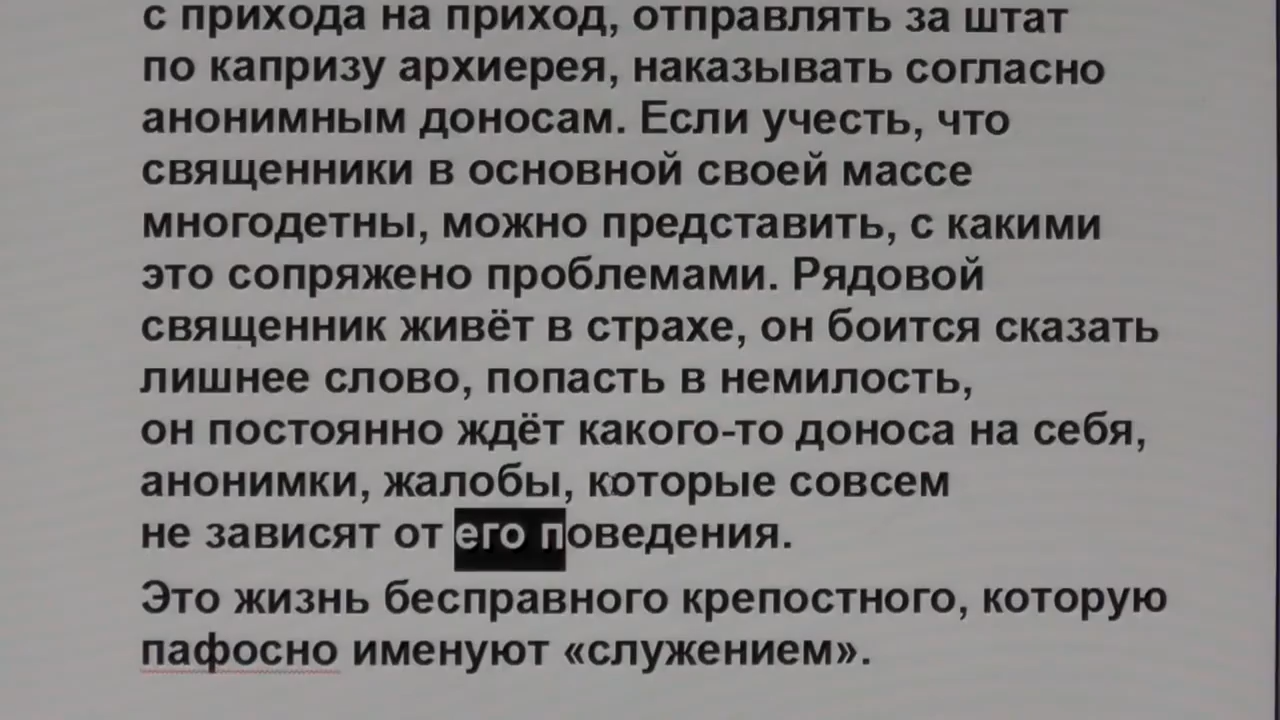 с прихода на приход, отправлять за штат
по капризу архиерея, наказывать согласно
анонимным доносам. Если учесть, что
священники в основной своей массе
многодетны, можно представить, с какими
это сопряжено проблемами. Рядовой
священник живёт в страхе, он боится сказать
лишнее слово, попасть в немилость,
он постоянно ждёт какого-то доноса на себя,
анонимки, жалобы, которые совсем
не зависят от его поведения.
Это жизнь бесправного крепостного, которую
пафосно именуют «служением».